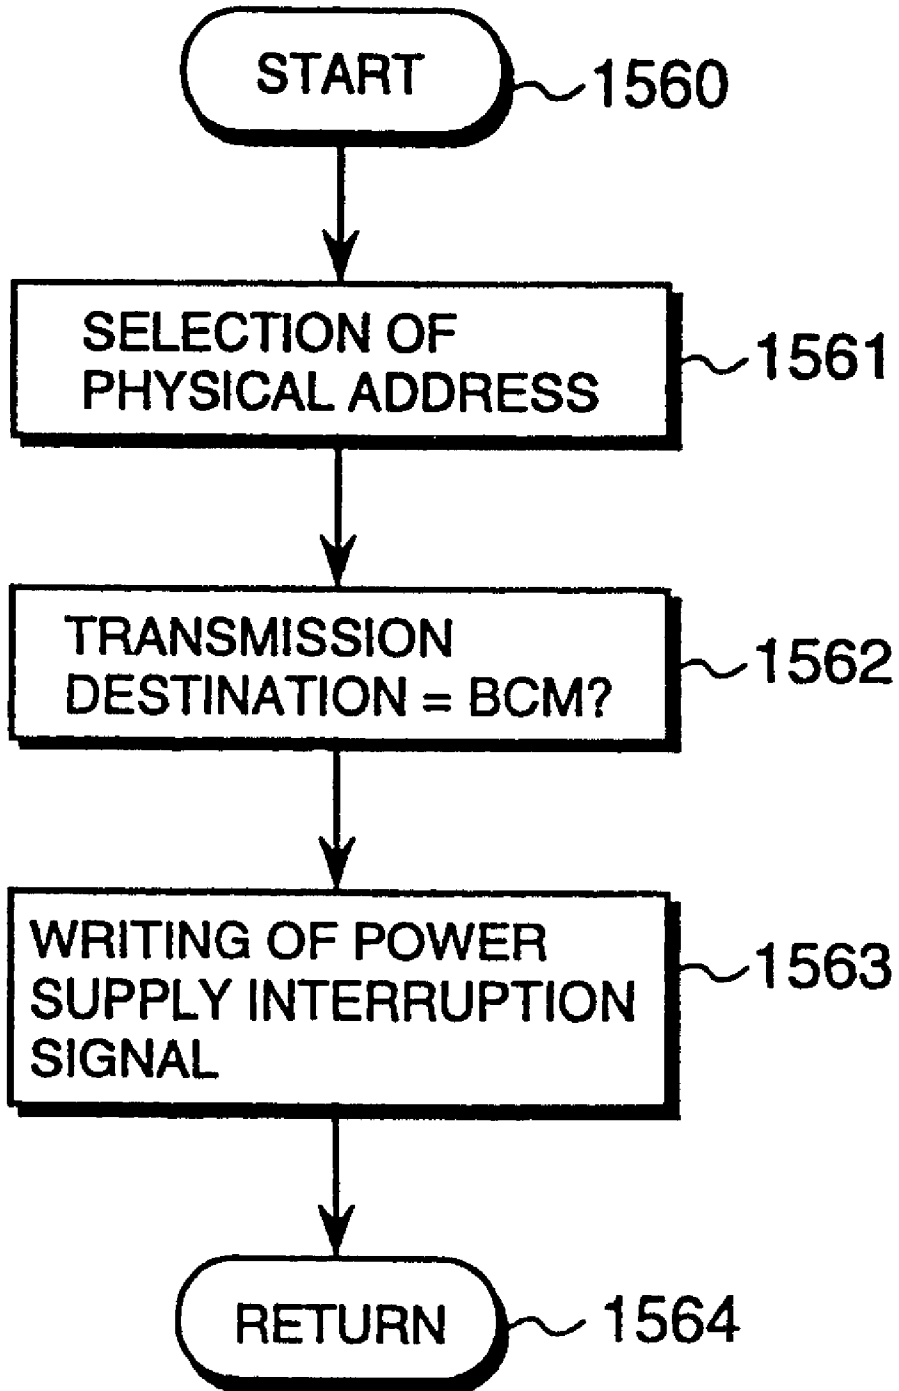 START
1560
SELECTION OF
PHYSICAL ADDRESS
1561
TRANSMISSION
DESTINATION = BCM?
1562
WRITING OF POWER
SUPPLY INTERRUPTION
SIGNAL
1563
RETURN
1564